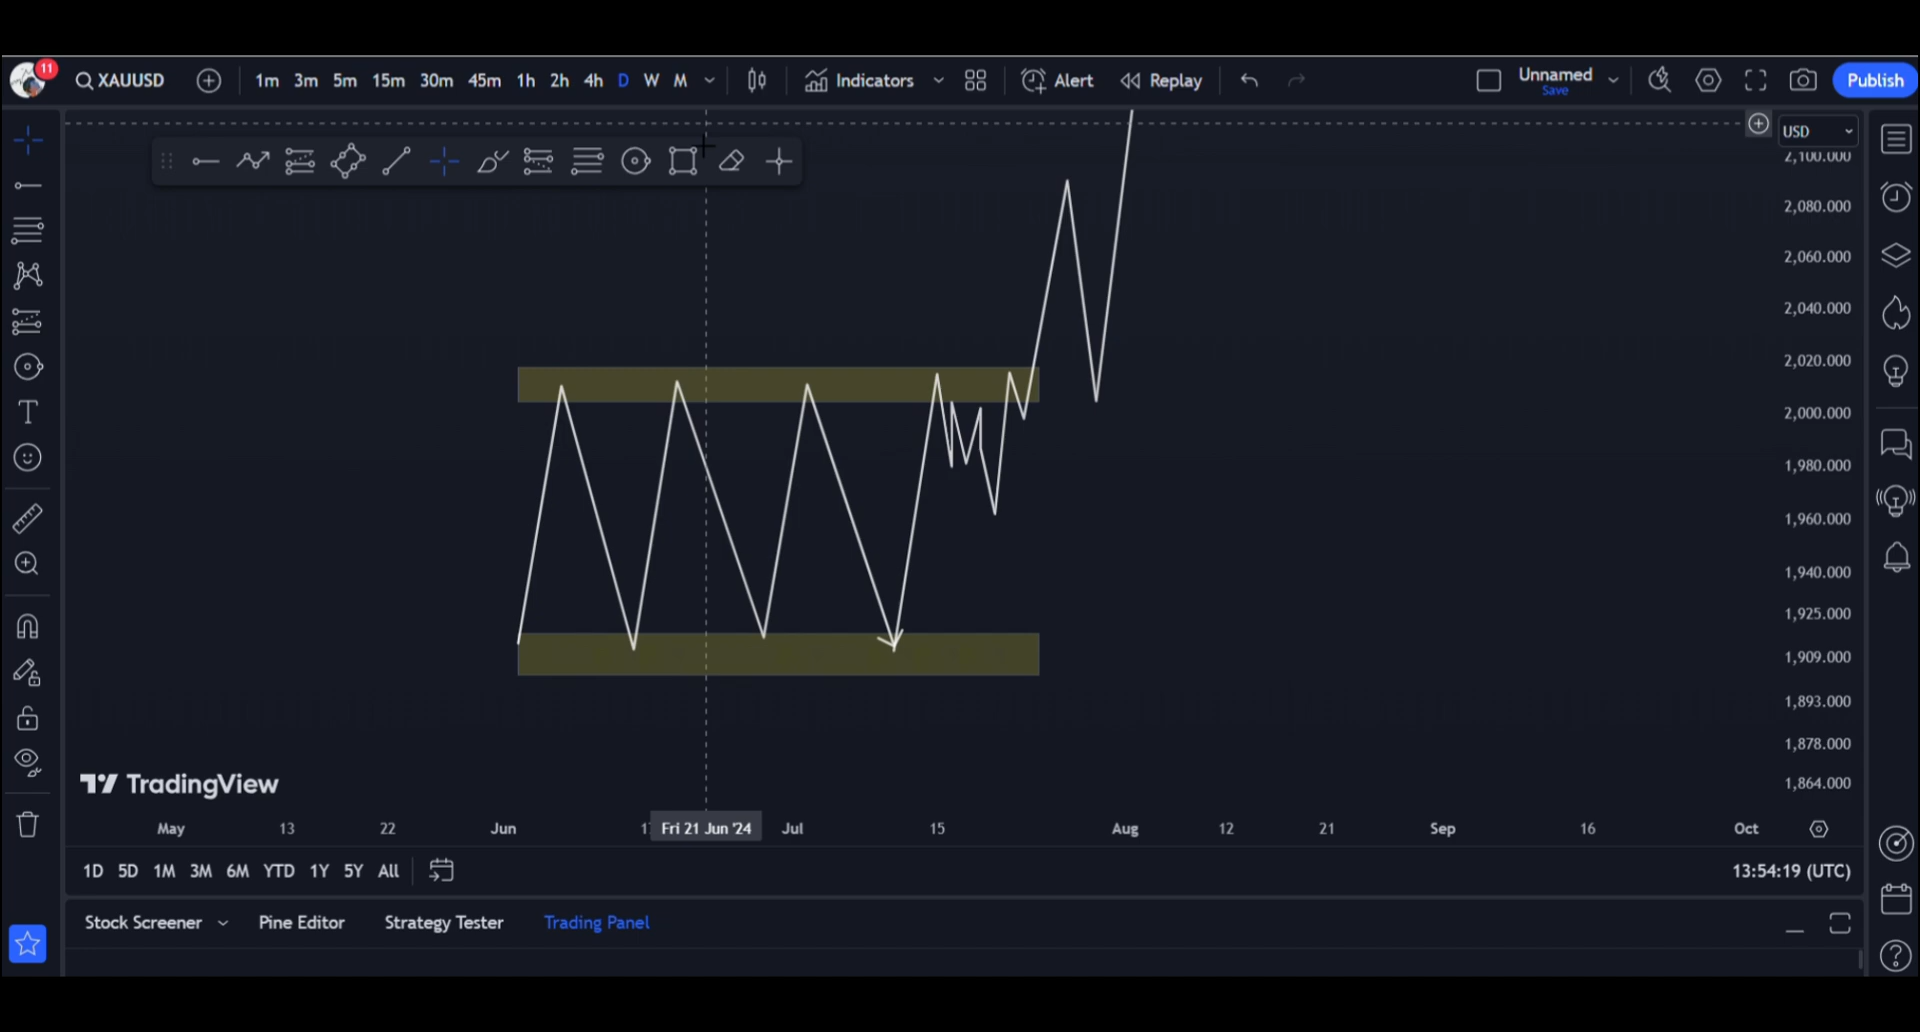 11
XAUUSD
1m 3m 5m 15m 30m 45m 1h 2h 4h D W M
Indicators
Alert
Replay
Unnamed
Save
Publish
USD
2,100.000
2,080.000
2,060.000
2,040.000
2,020.000
2,000.000
1,980.000
1,960.000
1,940.000
1,925.000
1,909.000
1,893.000
1,878.000
1,864.000
TradingView
May 13 22 Jun Fri 21 Jun '24 Jul 15 Aug 12 21 Sep 16 Oct
1D 5D 1M 3M 6M YTD 1Y 5Y All
13:54:19 (UTC)
Stock Screener Pine Editor Strategy Tester Trading Panel